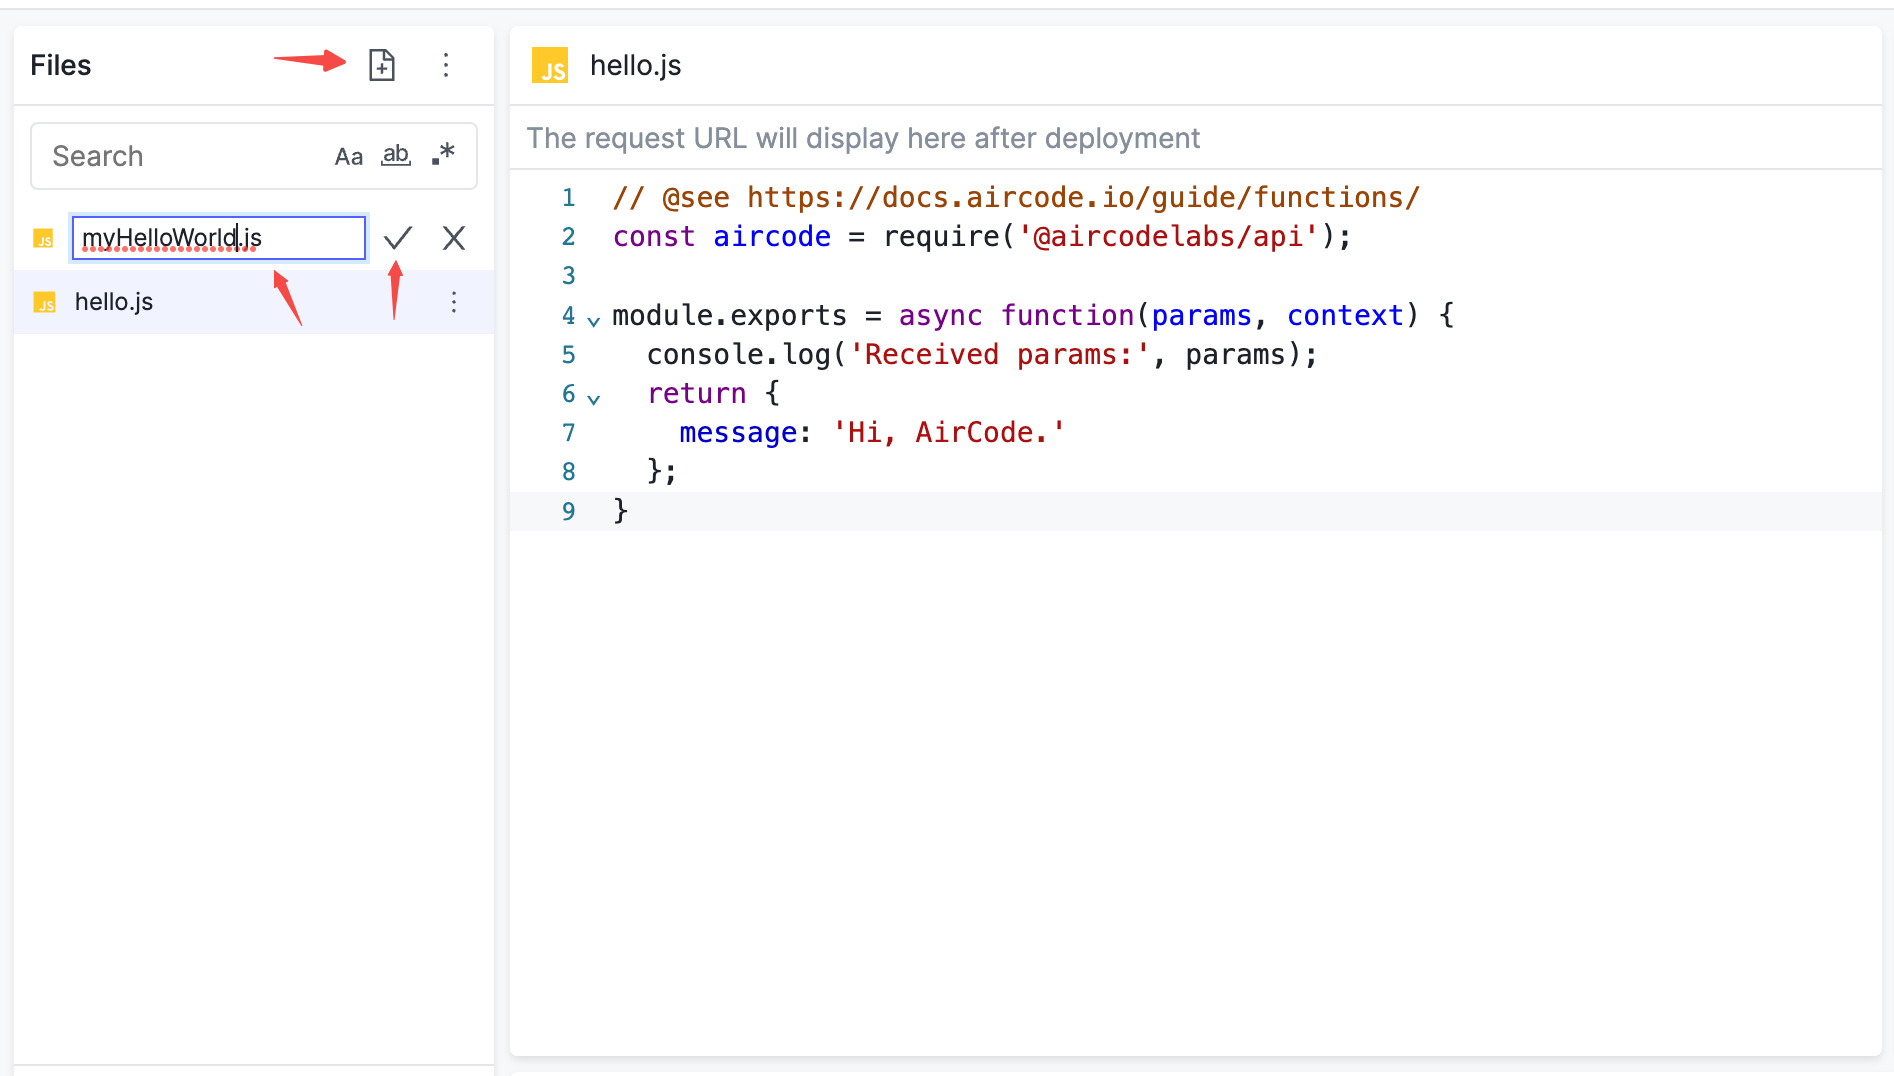 Files
Search Aa ab .*
JS myHelloWorld.js
JS hello.js
JS hello.js
The request URL will display here after deployment
1 // @see https://docs.aircode.io/guide/functions/
2 const aircode = require('@aircodelabs/api');
3
4 module.exports = async function(params, context) {
5   console.log('Received params:', params);
6   return {
7     message: 'Hi, AirCode.'
8   };
9 }